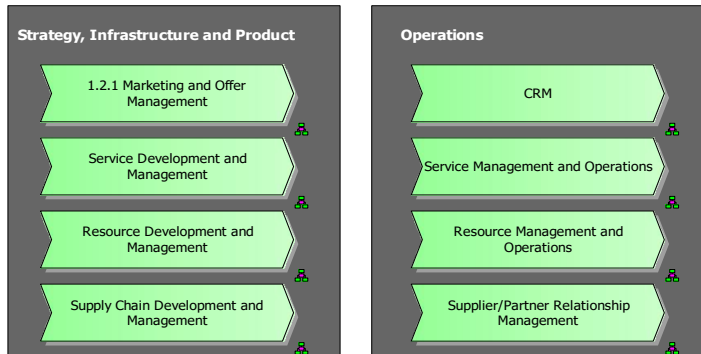 Strategy, Infrastructure and Product
1.2.1 Marketing and Offer
Management
Service Development and
Management
Resource Development and
Management
Supply Chain Development and
Management
Operations
CRM
Service Management and Operations
Resource Management and
Operations
Supplier/Partner Relationship
Management